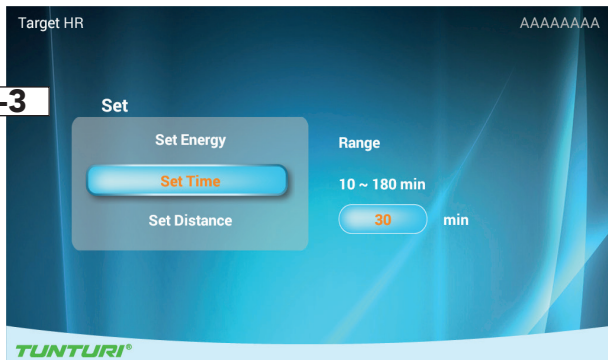 Target HR
AAAAAAAA
-3
Set
Set Energy
Set Time
Set Distance
Range
10 ~ 180 min
30 min
TUNTURI®